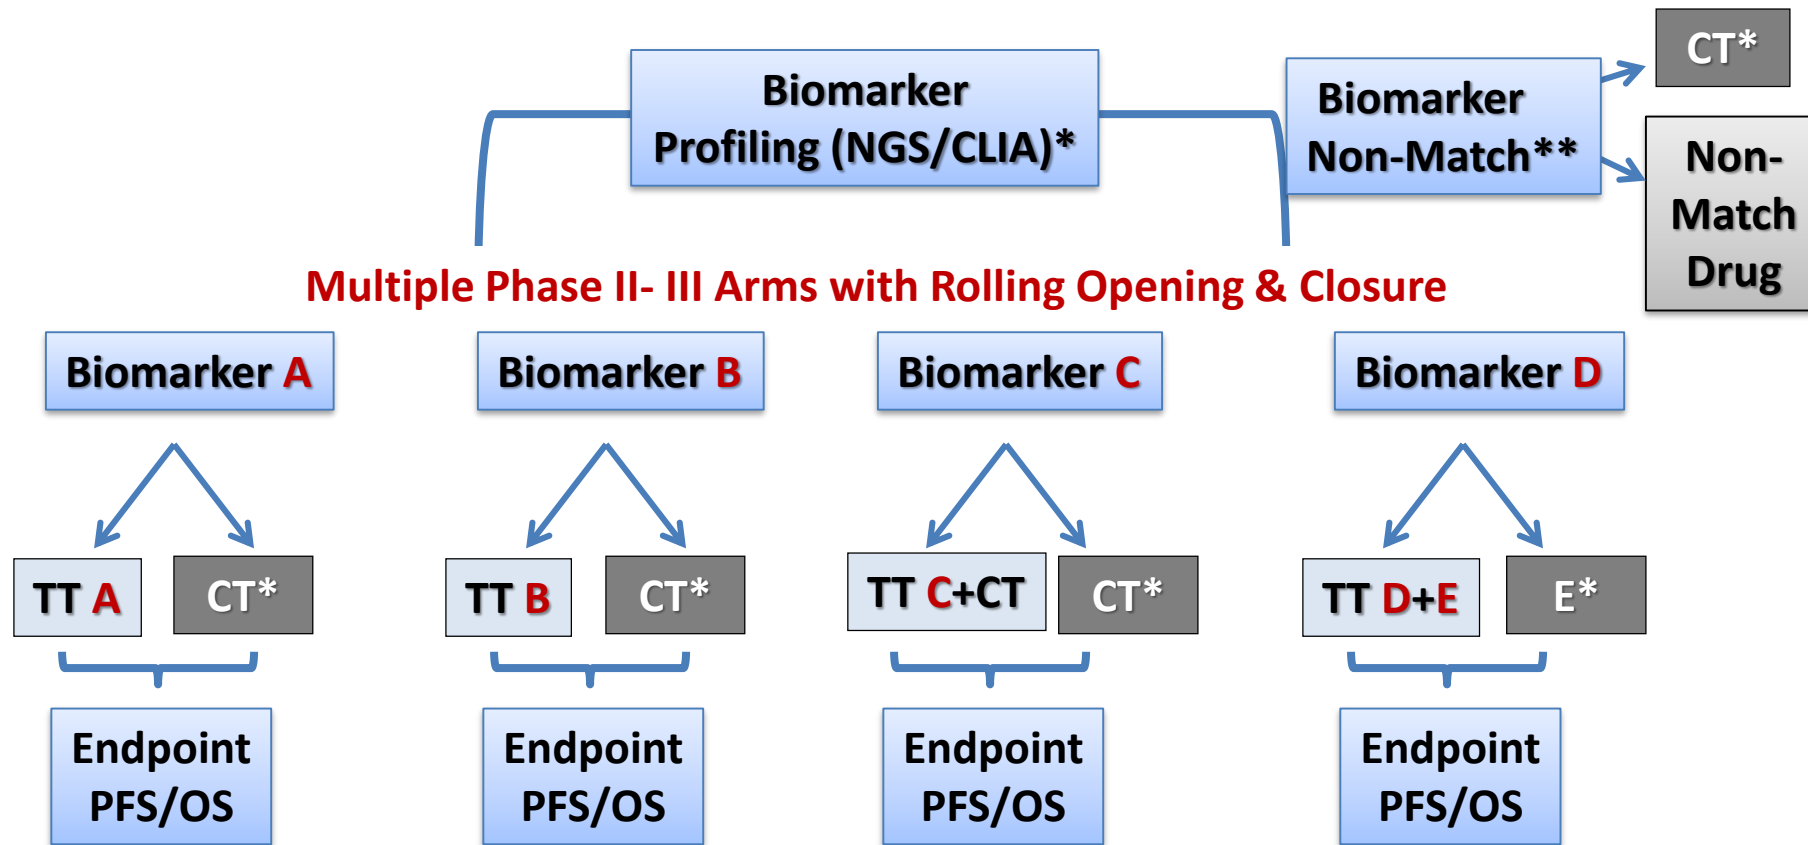 CT*
Biomarker
Profiling (NGS/CLIA)*
Biomarker
Non-Match**
Non-
Match
Drug
Multiple Phase II- III Arms with Rolling Opening & Closure
Biomarker A
Biomarker B
Biomarker C
Biomarker D
TT A
CT*
TT B
CT*
TT C+CT
CT*
TT D+E
E*
Endpoint
PFS/OS
Endpoint
PFS/OS
Endpoint
PFS/OS
Endpoint
PFS/OS